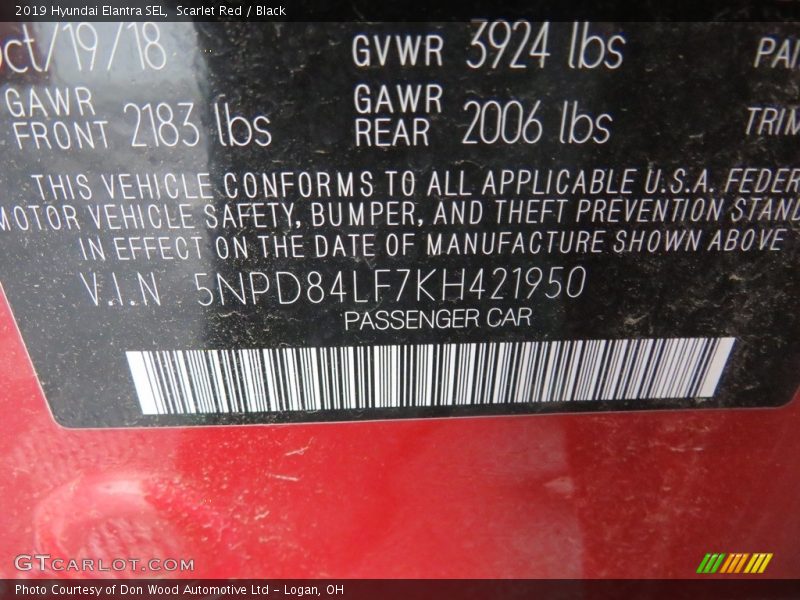 2019 Hyundai Elantra SEL, Scarlet Red / Black
Oct/19/18 GVWR 3924 lbs PAI
GAWR FRONT 2183 lbs GAWR REAR 2006 lbs TRIM
THIS VEHICLE CONFORMS TO ALL APPLICABLE U.S.A. FEDER
MOTOR VEHICLE SAFETY, BUMPER, AND THEFT PREVENTION STAND
IN EFFECT ON THE DATE OF MANUFACTURE SHOWN ABOVE
V.I.N 5NPD84LF7KH421950
PASSENGER CAR
GTCARLOT.COM
Photo Courtesy of Don Wood Automotive Ltd - Logan, OH